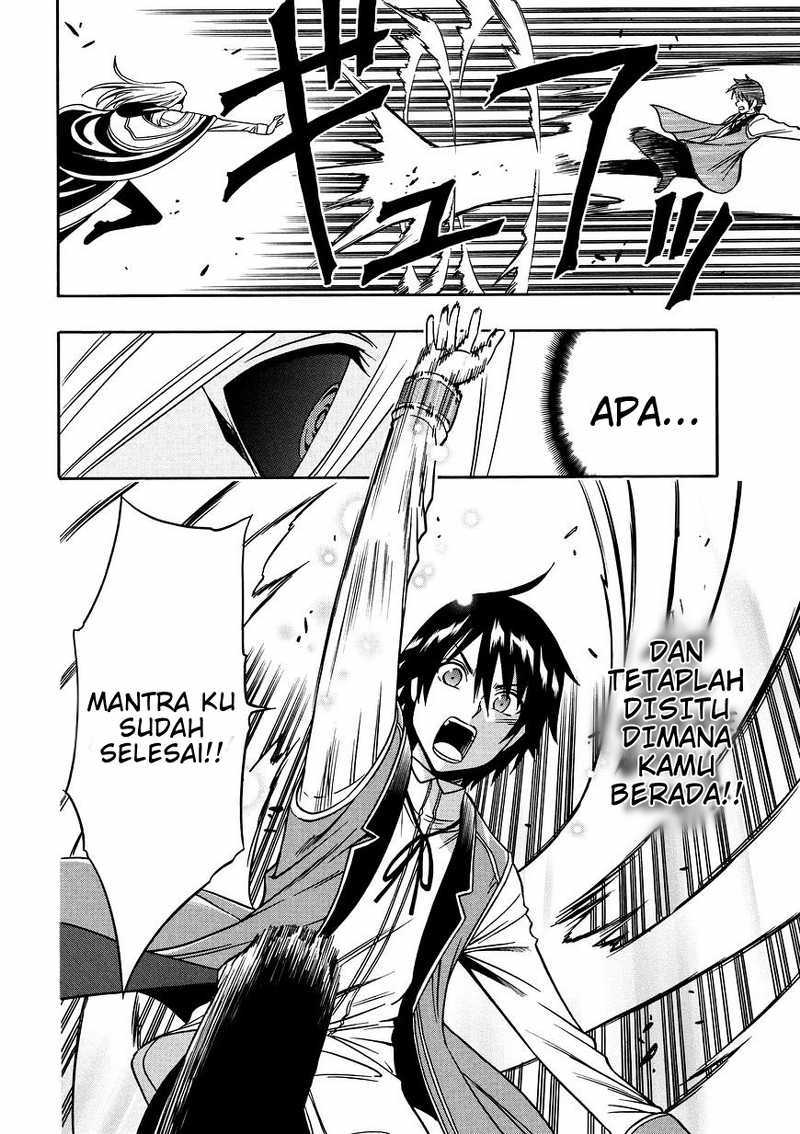 ギュアッ
APA...
DAN
TETAPLAH
DISITU
DIMANA
KAMU
BERADA!!
MANTRA KU
SUDAH
SELESAI!!